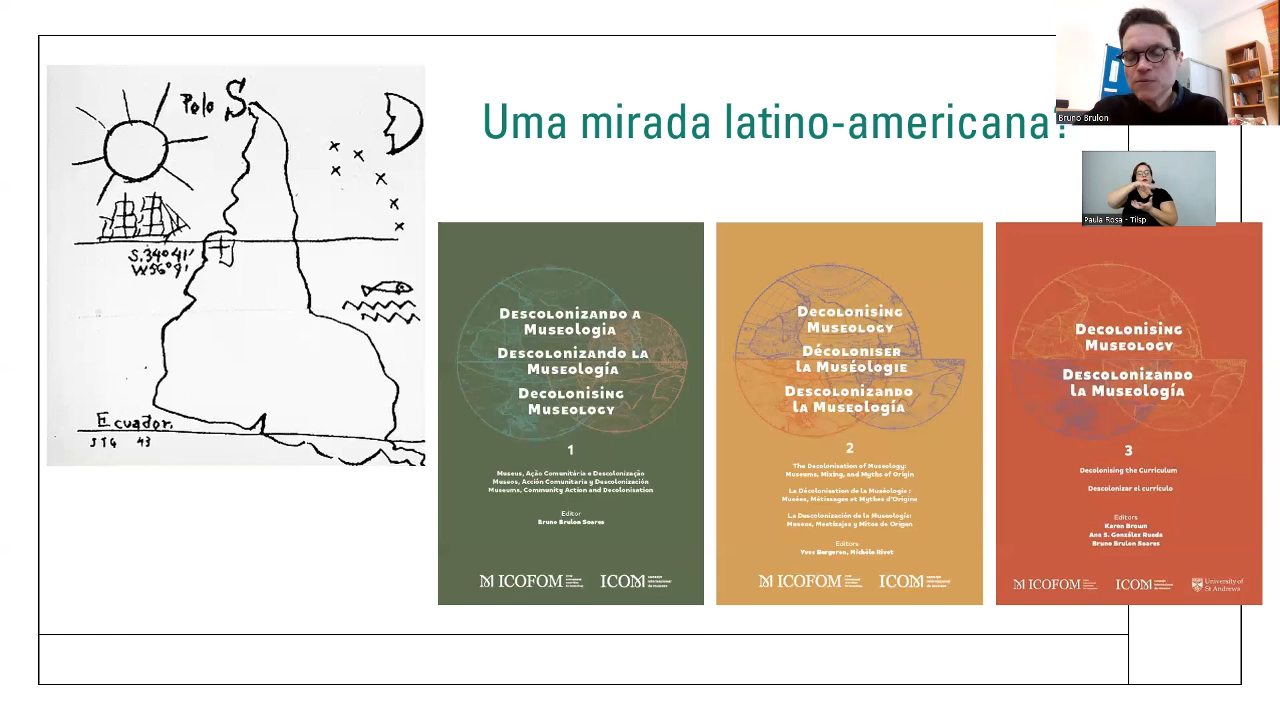 Uma mirada latino-americana?
Bruno Brulon
Paula Rosa - Tilsp
Polo S.
S. 34° 41'
W 56° 9'
Ecuador.
JTG 43
Descolonizando a
Museologia
Descolonizando la
Museología
Decolonising
Museology
1
Museus, Ação Comunitária e Descolonização
Museos, Acción Comunitaria y Descolonización
Museums, Community Action and Decolonisation
Editor
Bruno Brulon Soares
ICOFOM
ICOM
Decolonising
Museology
Décoloniser
la Muséologie
Descolonizando
la Museología
2
The Decolonisation of Museology:
Museums, Mixing, and Myths of Origin
La Décolonisation de la Muséologie :
Musées, Métissages et Mythes d'Origine
La Descolonización de la Museología:
Museos, Mestizajes y Mitos de Origen
Editors
Yves Bergeron, Michèle Rivet
ICOFOM
ICOM
Decolonising
Museology
Descolonizando
la Museología
3
Decolonising the Curriculum
Descolonizar el currículo
Editors
Karen Brown
Ana S. González Rueda
Bruno Brulon Soares
ICOFOM
ICOM
University of
St Andrews